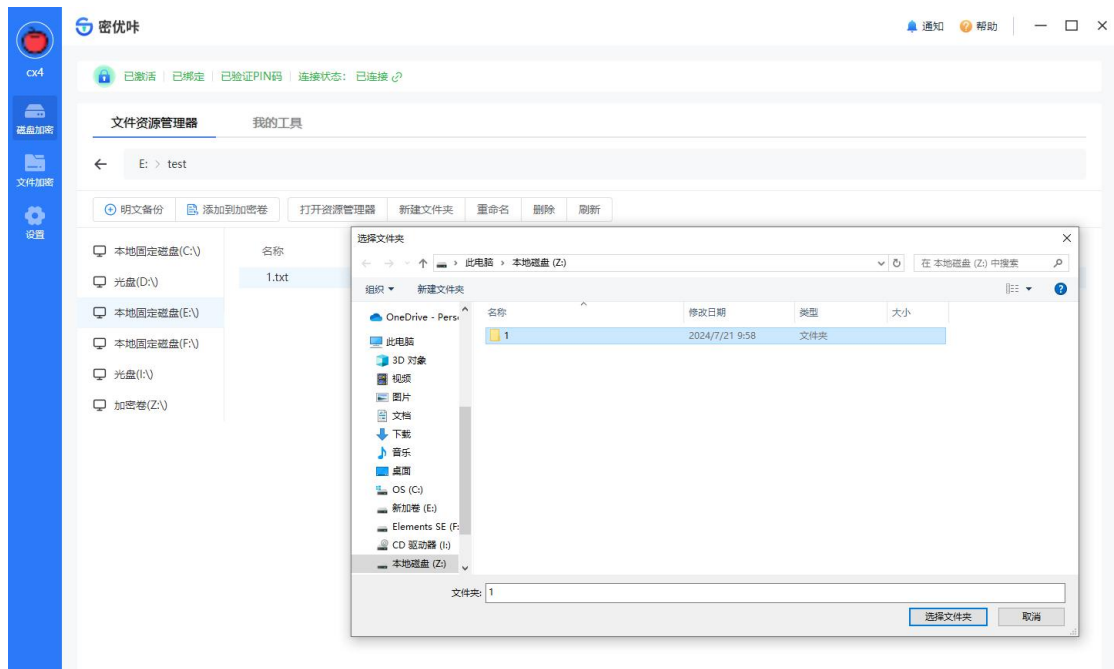 密优咔
通知 帮助
cx4
已激活 已绑定 已验证PIN码 连接状态: 已连接
磁盘加密
文件加密
设置
文件资源管理器 我的工具
E: > test
明文备份 添加到加密卷 打开资源管理器 新建文件夹 重命名 删除 刷新
本地固定磁盘(C:\)
光盘(D:\)
本地固定磁盘(E:\)
本地固定磁盘(F:\)
光盘(I:\)
加密卷(Z:\)
名称
1.txt
选择文件夹
此电脑 › 本地磁盘 (Z:)
在 本地磁盘 (Z:) 中搜索
组织 新建文件夹
OneDrive - Pers
此电脑
3D 对象
视频
图片
文档
下载
音乐
桌面
OS (C:)
新加卷 (E:)
Elements SE (F:
CD 驱动器 (I:)
本地磁盘 (Z:)
名称 修改日期 类型 大小
1 2024/7/21 9:58 文件夹
文件夹: 1
选择文件夹 取消